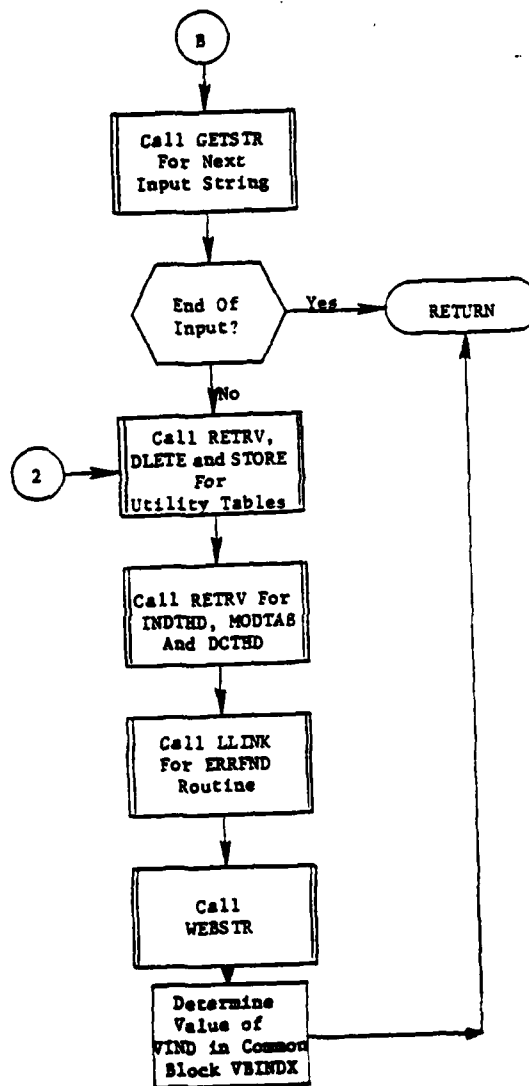 B
Call GETSTR
For Next
Input String
End Of
Input?
Yes
RETURN
No
Call RETRV,
DLETE and STORE
For
Utility Tables
2
Call RETRV For
INDTHD, MODTAB
And DCTHD
Call LLINK
For ERRFND
Routine
Call
WEBSTR
Determine
Value of
VIND in Common
Block VBINDX